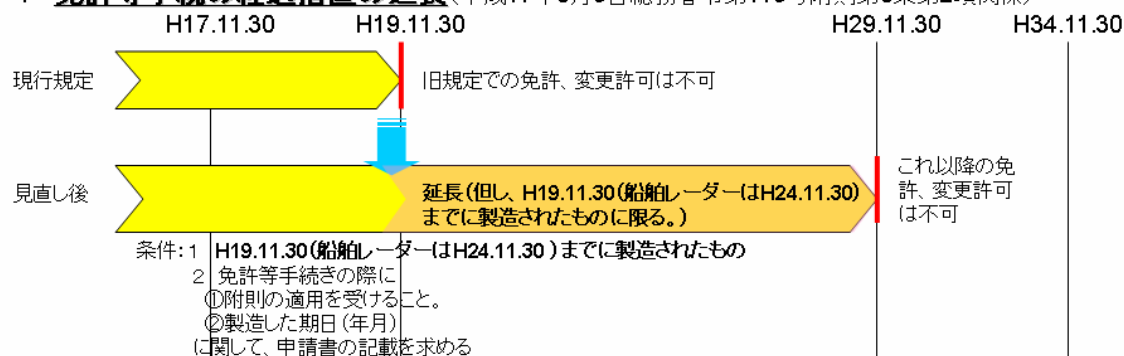 H17.11.30 H19.11.30 H29.11.30 H34.11.30
現行規定
旧規定での免許、変更許可は不可
見直し後
延長(但し、H19.11.30(船舶レーダーはH24.11.30)
までに製造されたものに限る。)
これ以降の免
許、変更許可
は不可
条件:1 H19.11.30(船舶レーダーはH24.11.30)までに製造されたもの
2 免許等手続きの際に
①附則の適用を受けること。
②製造した期日(年月)
に関して、申請書の記載を求める